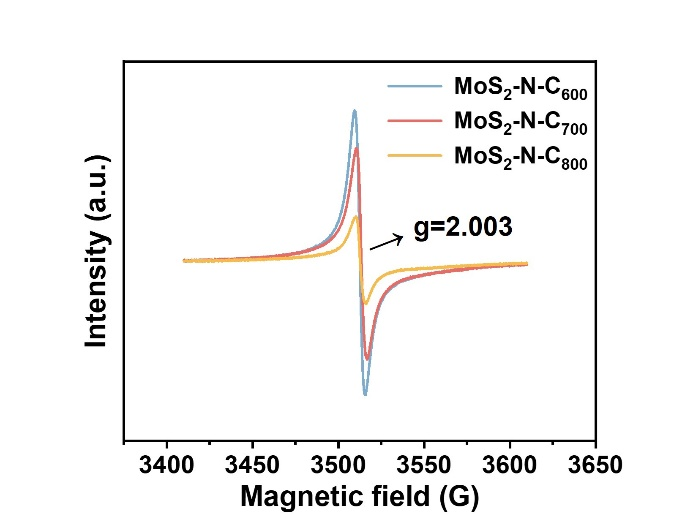 MoS₂-N-C₆₀₀
MoS₂-N-C₇₀₀
MoS₂-N-C₈₀₀
g=2.003
Intensity (a.u.)
3400 3450 3500 3550 3600 3650
Magnetic field (G)